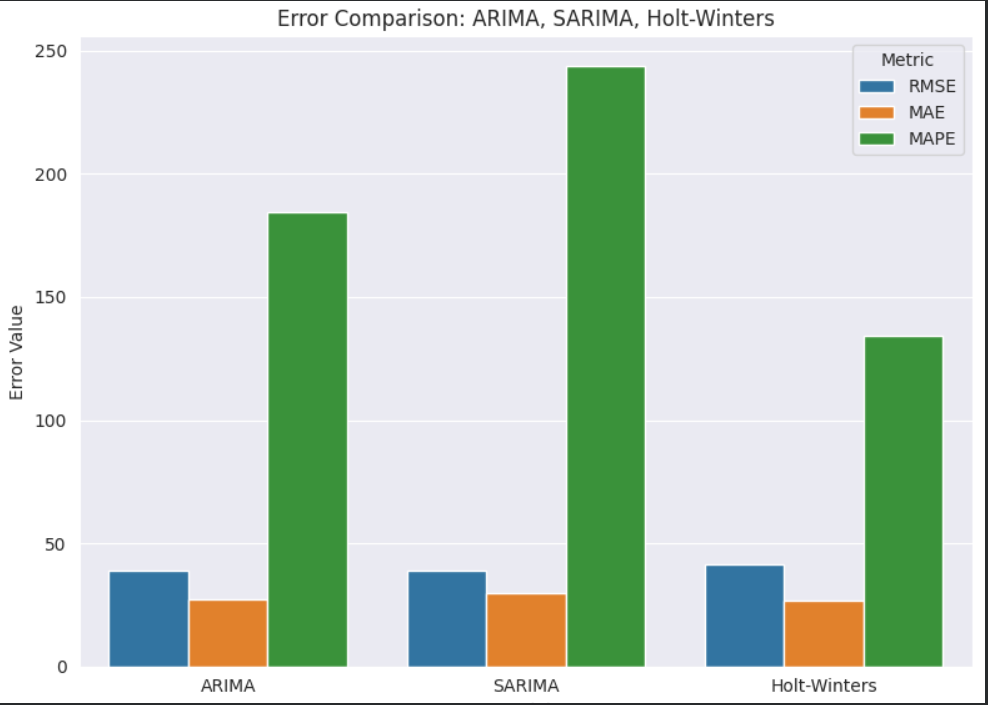 Error Comparison: ARIMA, SARIMA, Holt-Winters
Metric
RMSE
MAE
MAPE
Error Value
250
200
150
100
50
0
ARIMA
SARIMA
Holt-Winters